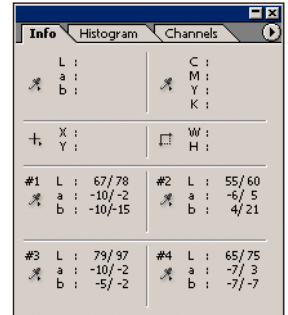 Info Histogram Channels
L :
a :
b :
C :
M :
Y :
K :
X :
Y :
W :
H :
#1 L : 67/ 78
a : -10/ -2
b : -10/-15
#2 L : 55/ 60
a : -6/ 5
b : 4/ 21
#3 L : 79/ 97
a : -10/ -2
b : -5/ -2
#4 L : 65/ 75
a : -7/ 3
b : -7/ -7